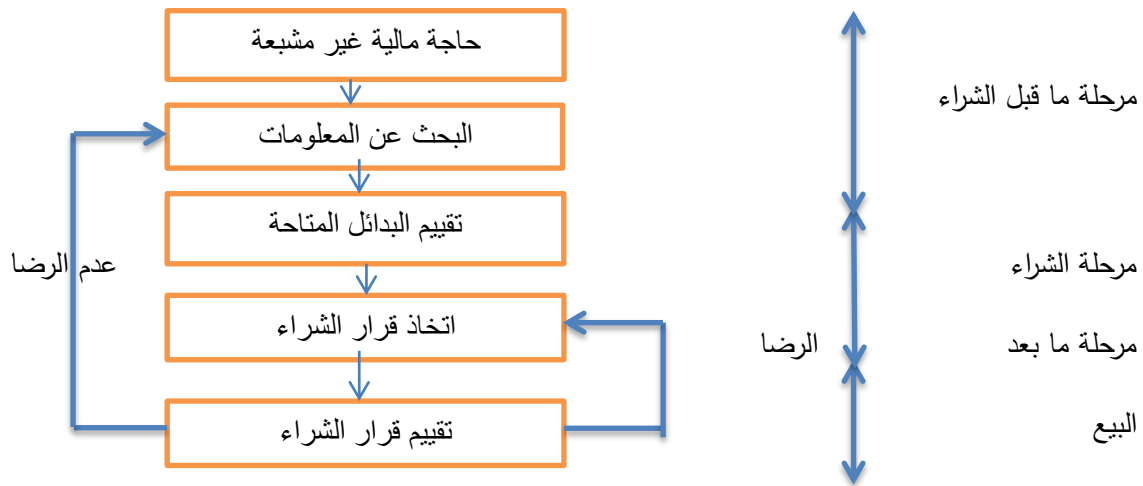 حاجة مالية غير مشبعة
مرحلة ما قبل الشراء
البحث عن المعلومات
تقييم البدائل المتاحة
عدم الرضا
مرحلة الشراء
اتخاذ قرار الشراء
مرحلة ما بعد
الرضا
البيع
تقييم قرار الشراء